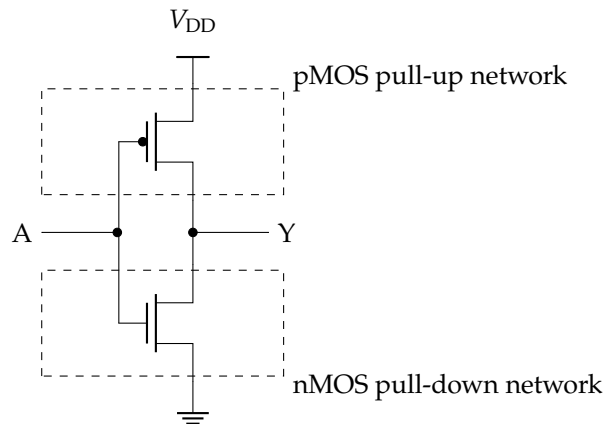 V_DD
pMOS pull-up network
A
Y
nMOS pull-down network